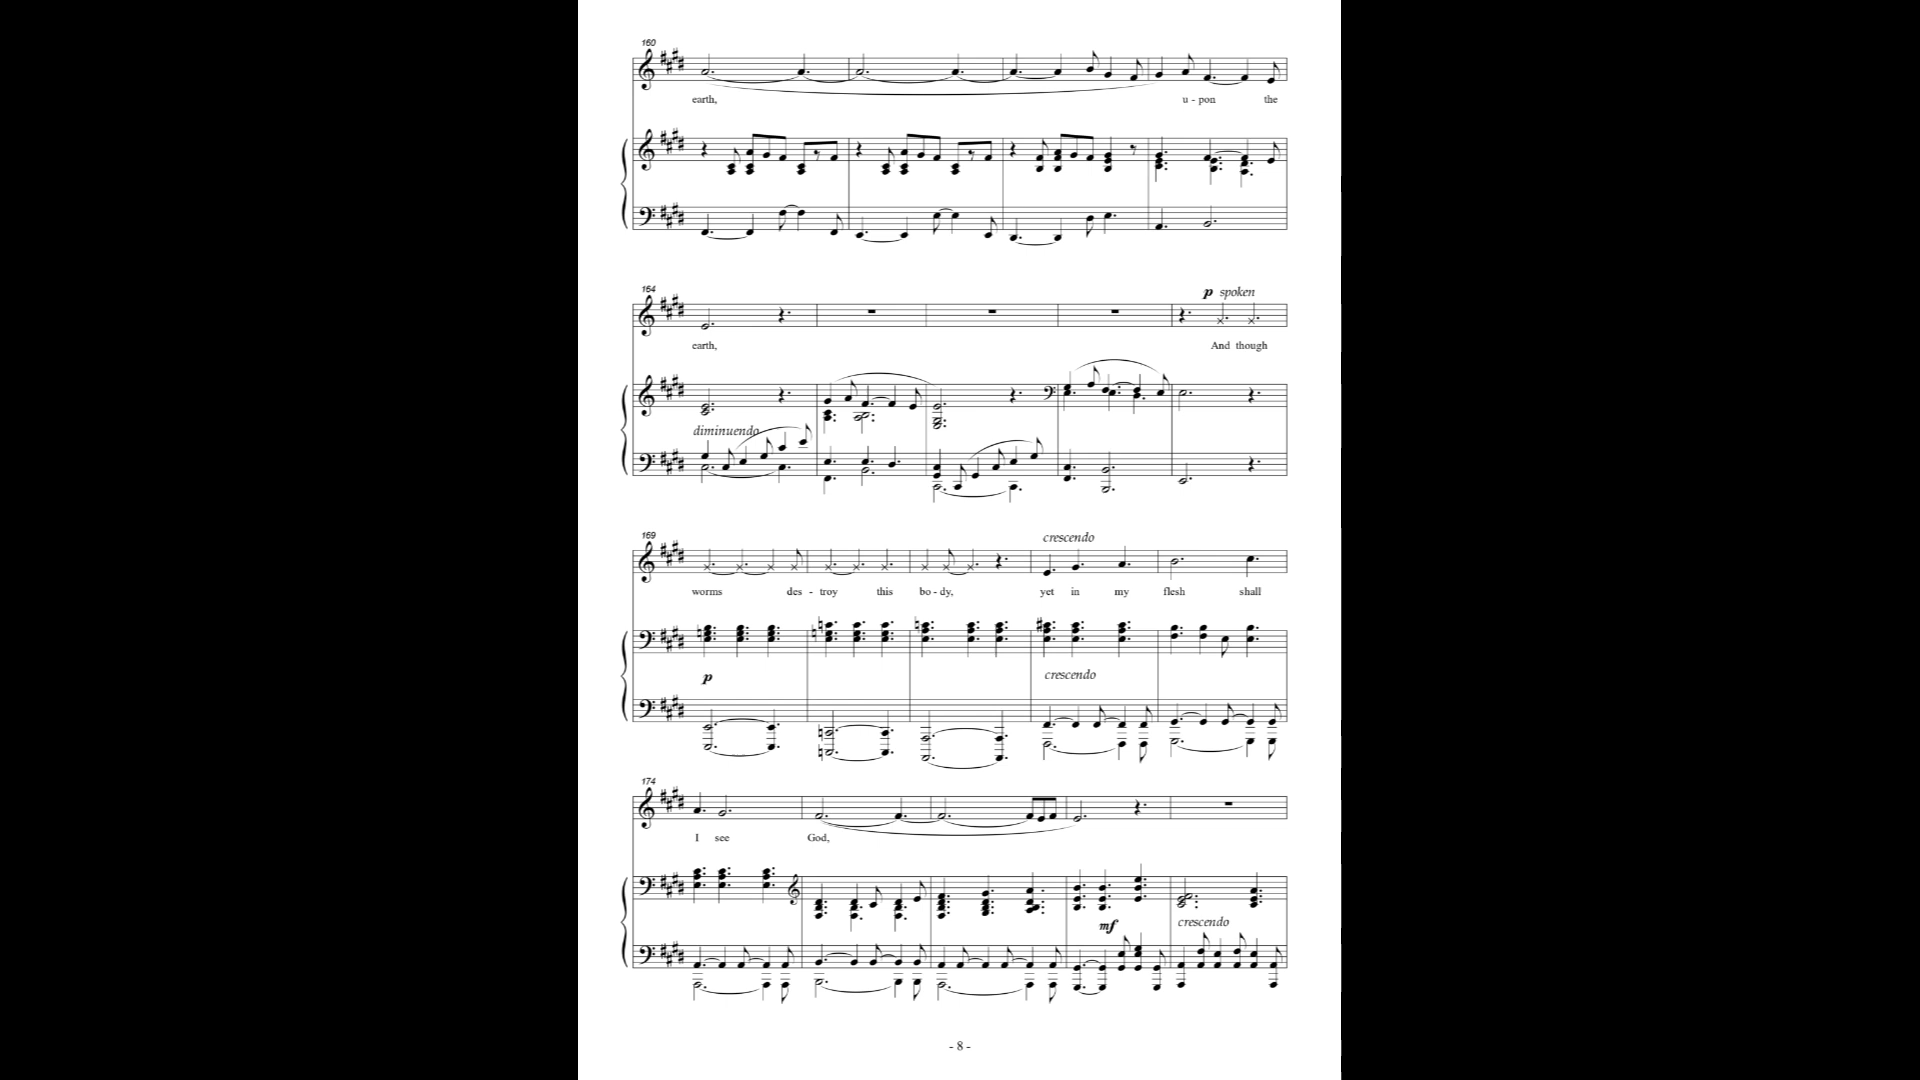 160
earth, u - pon the
164
p spoken
earth, And though
diminuendo
169
crescendo
worms des - troy this bo - dy, yet in my flesh shall
p crescendo
174
I see God,
mf crescendo
- 8 -